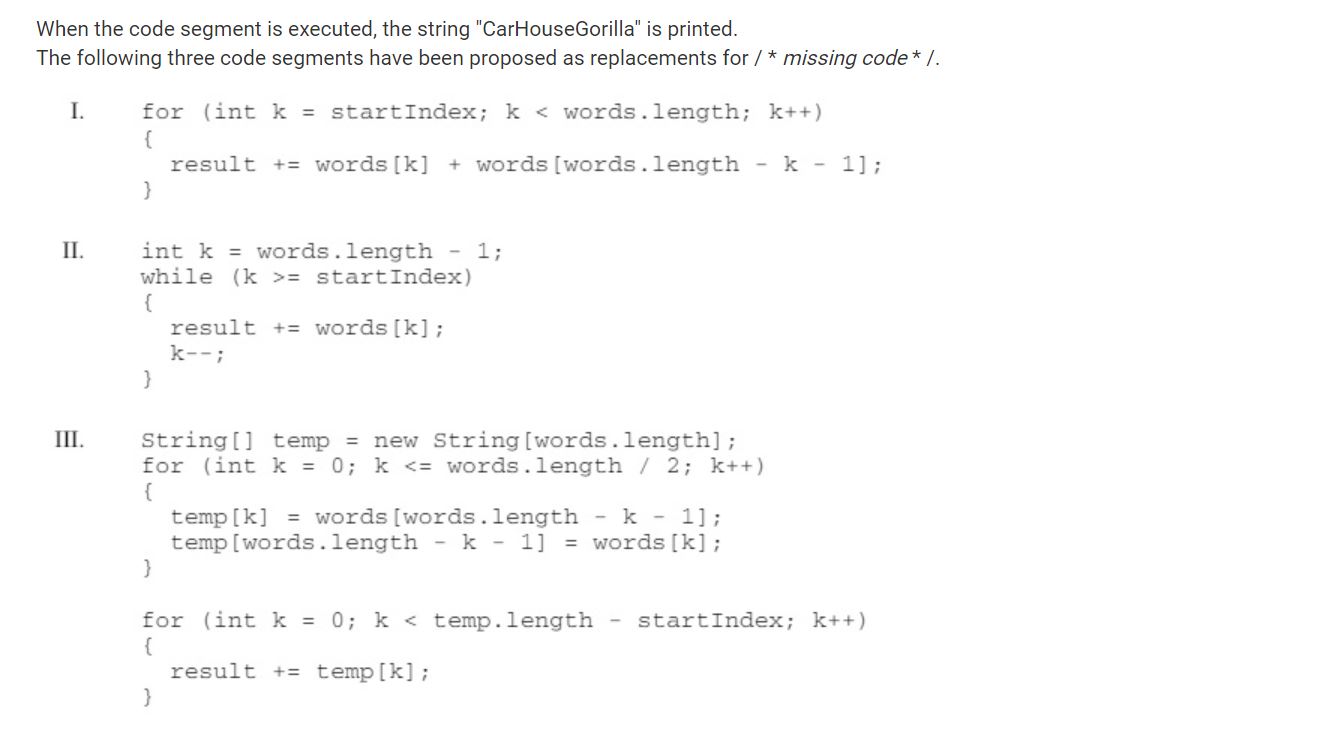 When the code segment is executed, the string "CarHouseGorilla" is printed.
The following three code segments have been proposed as replacements for / * missing code * /.
I. for (int k = startIndex; k < words.length; k++)
{
result += words[k] + words[words.length - k - 1];
}
II. int k = words.length - 1;
while (k >= startIndex)
{
result += words[k];
k--;
}
III. String[] temp = new String[words.length];
for (int k = 0; k <= words.length / 2; k++)
{
temp[k] = words[words.length - k - 1];
temp[words.length - k - 1] = words[k];
}
for (int k = 0; k < temp.length - startIndex; k++)
{
result += temp[k];
}